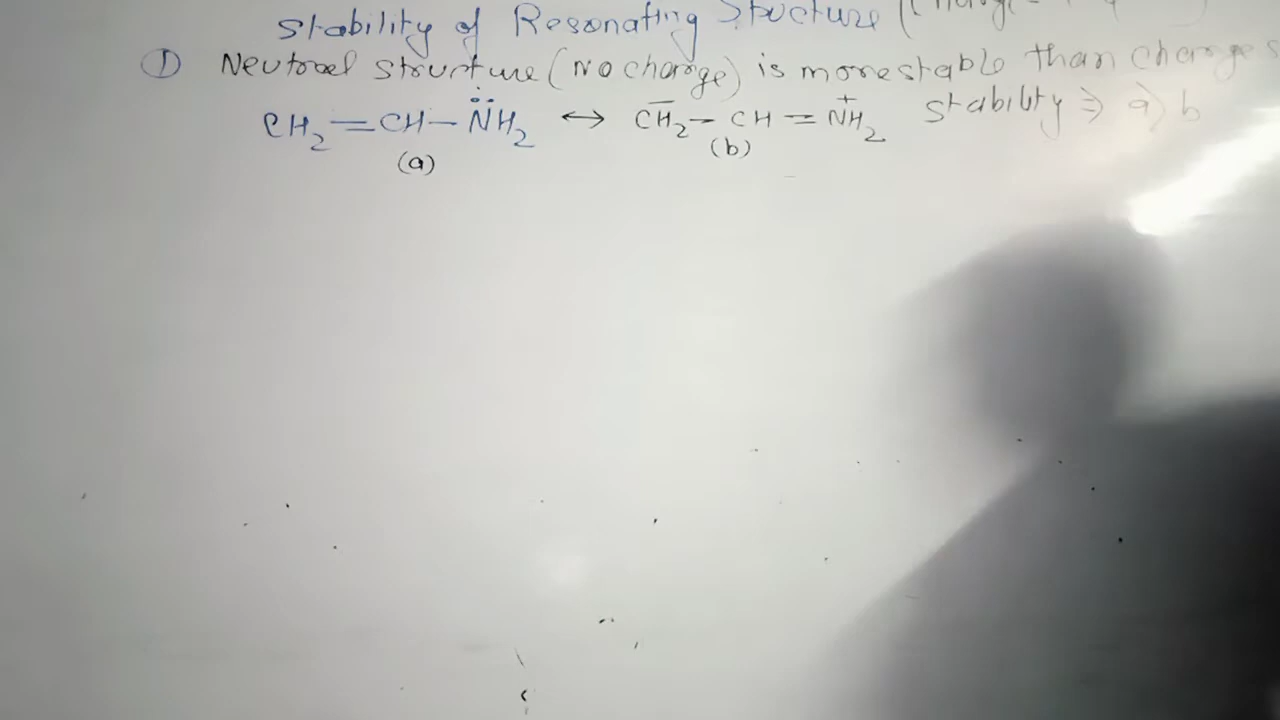 Stability of Resonating Structure (
① Neutral structure (no charge) is more stable than charge s
CH₂ = CH – N̈H₂ ↔ C̄H₂ – CH = N⁺H₂ stability ⇒ a > b
(a) (b)